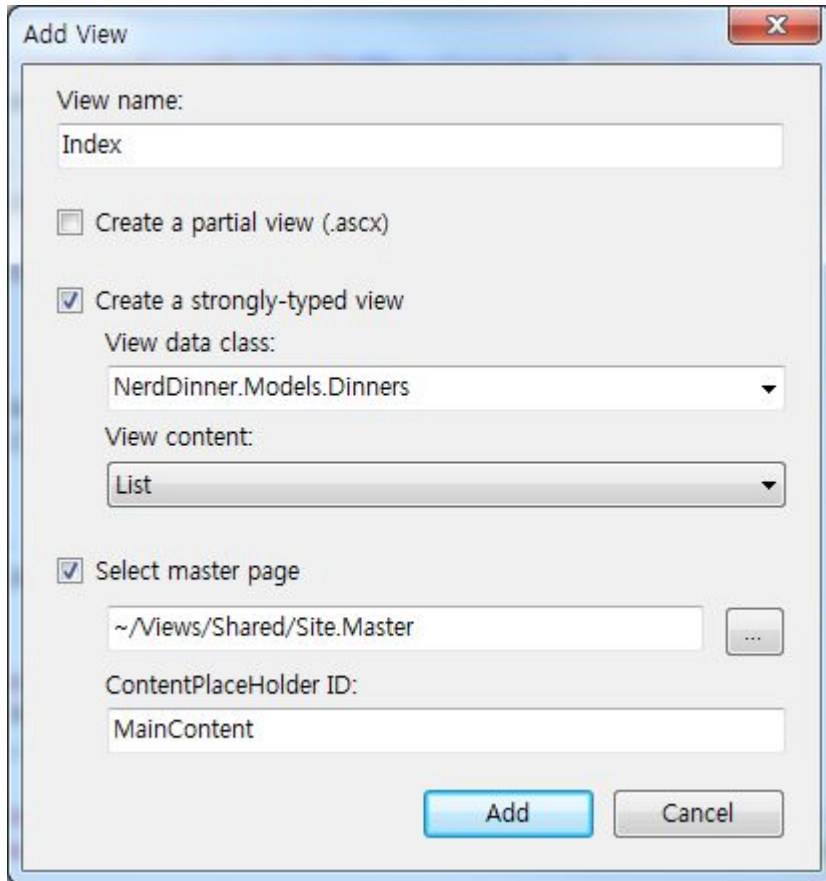 Add View
View name:
Index
Create a partial view (.ascx)
Create a strongly-typed view
View data class:
NerdDinner.Models.Dinners
View content:
List
Select master page
~/Views/Shared/Site.Master
...
ContentPlaceHolder ID:
MainContent
Add
Cancel